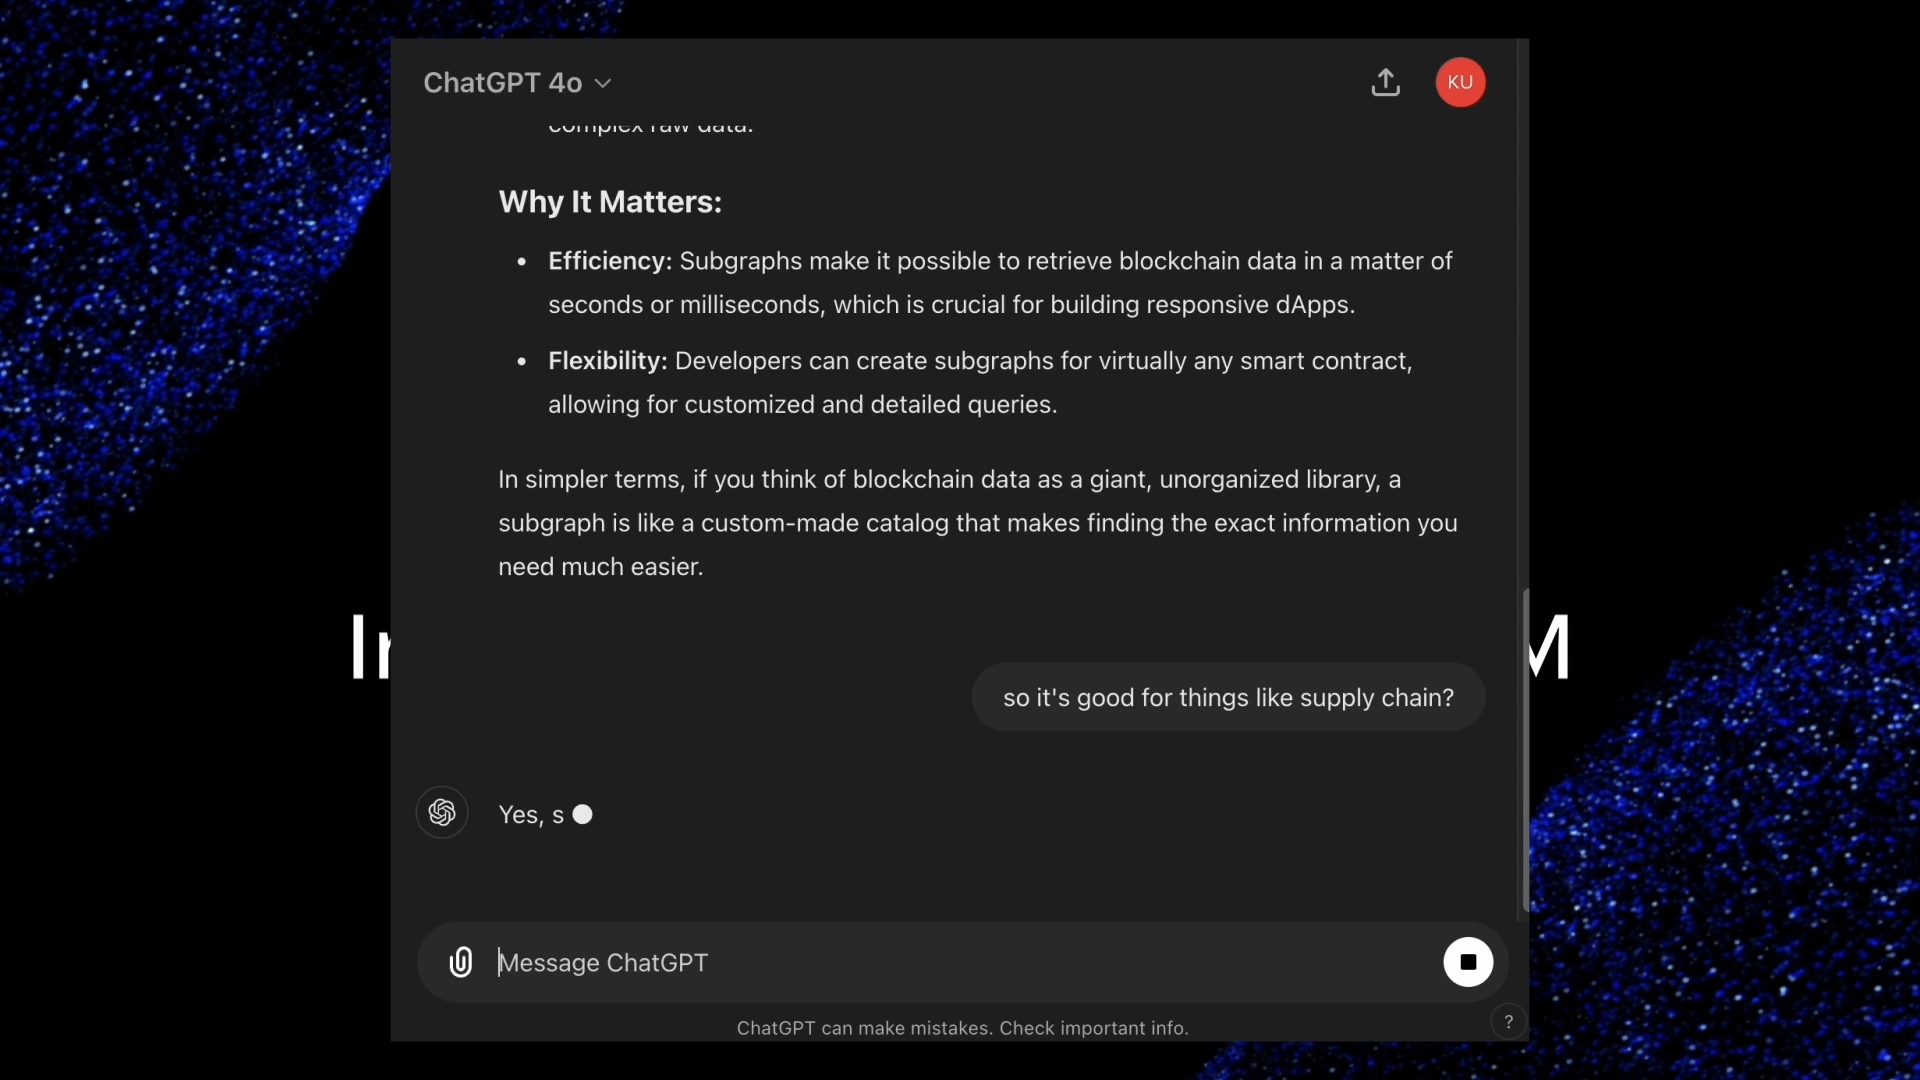 ChatGPT 4o
KU
complex raw data.
Why It Matters:
• Efficiency: Subgraphs make it possible to retrieve blockchain data in a matter of
seconds or milliseconds, which is crucial for building responsive dApps.
• Flexibility: Developers can create subgraphs for virtually any smart contract,
allowing for customized and detailed queries.
In simpler terms, if you think of blockchain data as a giant, unorganized library, a
subgraph is like a custom-made catalog that makes finding the exact information you
need much easier.
so it's good for things like supply chain?
Yes, s
Message ChatGPT
ChatGPT can make mistakes. Check important info.
?